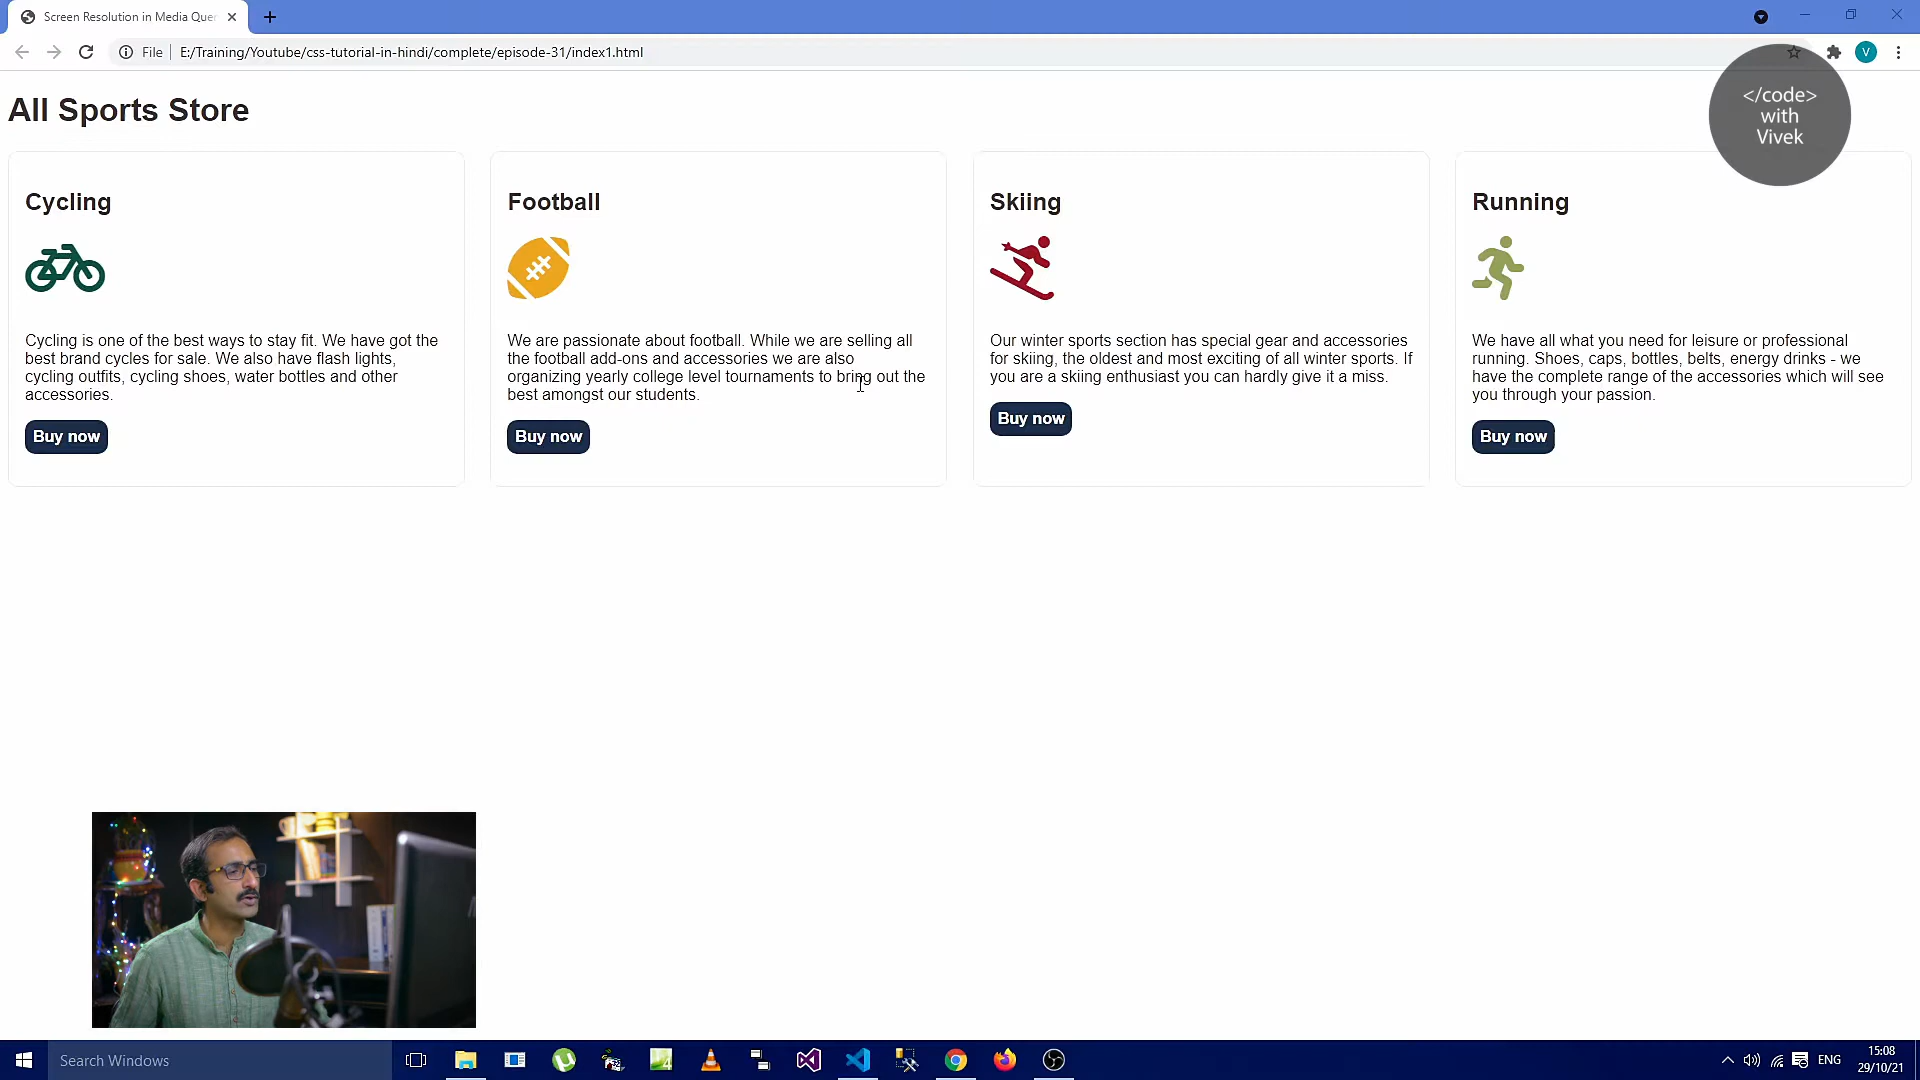 Screen Resolution in Media Quer
File
E:/Training/Youtube/css-tutorial-in-hindi/complete/episode-31/index1.html
V
</code>
with
Vivek
All Sports Store
Cycling
Cycling is one of the best ways to stay fit. We have got the
best brand cycles for sale. We also have flash lights,
cycling outfits, cycling shoes, water bottles and other
accessories.
Buy now
Football
We are passionate about football. While we are selling all
the football add-ons and accessories we are also
organizing yearly college level tournaments to bring out the
best amongst our students.
Buy now
Skiing
Our winter sports section has special gear and accessories
for skiing, the oldest and most exciting of all winter sports. If
you are a skiing enthusiast you can hardly give it a miss.
Buy now
Running
We have all what you need for leisure or professional
running. Shoes, caps, bottles, belts, energy drinks - we
have the complete range of the accessories which will see
you through your passion.
Buy now
Search Windows
ENG
15:08
29/10/21